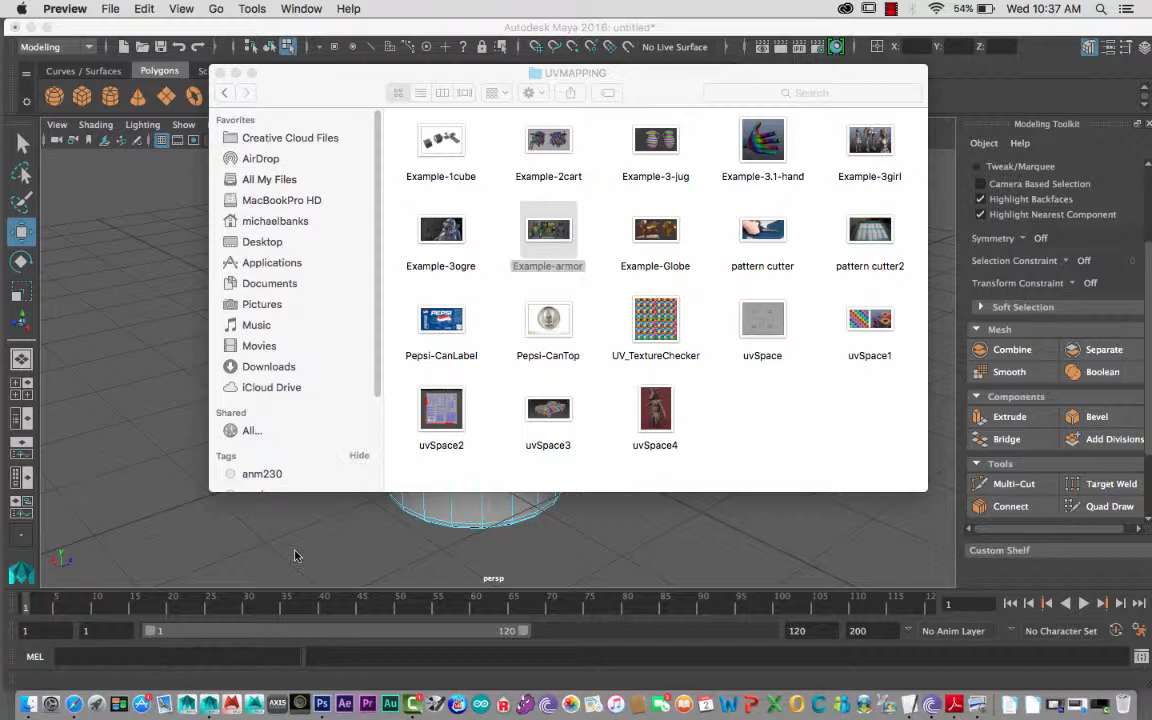 Preview File Edit View Go Tools Window Help 54% Wed 10:37 AM
Autodesk Maya 2016: untitled*
Modeling No Live Surface X: Y: Z:
Curves / Surfaces Polygons Sc
UVMAPPING
Search
View Shading Lighting Show
Favorites
Creative Cloud Files
AirDrop
All My Files
MacBookPro HD
michaelbanks
Desktop
Applications
Documents
Pictures
Music
Movies
Downloads
iCloud Drive
Shared
All...
Tags Hide
anm230
Example-1cube Example-2cart Example-3-jug Example-3.1-hand Example-3girl
Example-3ogre Example-armor Example-Globe pattern cutter pattern cutter2
Pepsi-CanLabel Pepsi-CanTop UV_TextureChecker uvSpace uvSpace1
uvSpace2 uvSpace3 uvSpace4
Modeling Toolkit
Object Help
Tweak/Marquee
Camera Based Selection
Highlight Backfaces
Highlight Nearest Component
Symmetry Off
Selection Constraint Off
Transform Constraint Off
Soft Selection
Mesh
Combine Separate
Smooth Boolean
Components
Extrude Bevel
Bridge Add Divisions
Tools
Multi-Cut Target Weld
Connect Quad Draw
Custom Shelf
persp
5 10 15 20 25 30 35 40 45 50 55 60 65 70 75 80 85 90 95 100 105 110 115 12
1 1
1 1 1 120 120 200 No Anim Layer No Character Set
MEL